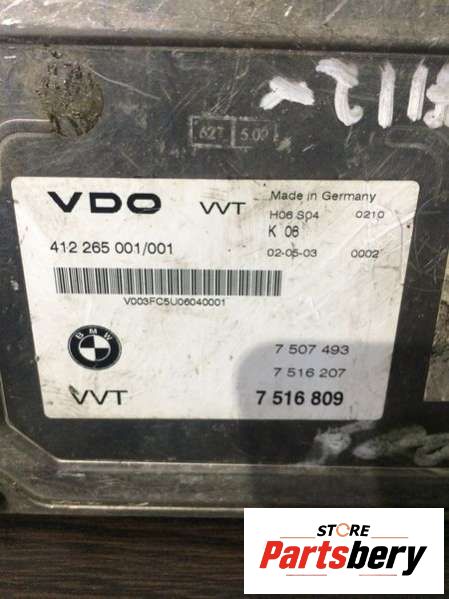 627 5 09
VDO VVT Made in Germany
H06 S04 0210
K 06
412 265 001/001 02-05-03 0002
V003FC5U06040001
BMW
7 507 493
7 516 207
VVT 7 516 809
STORE
Partsbery